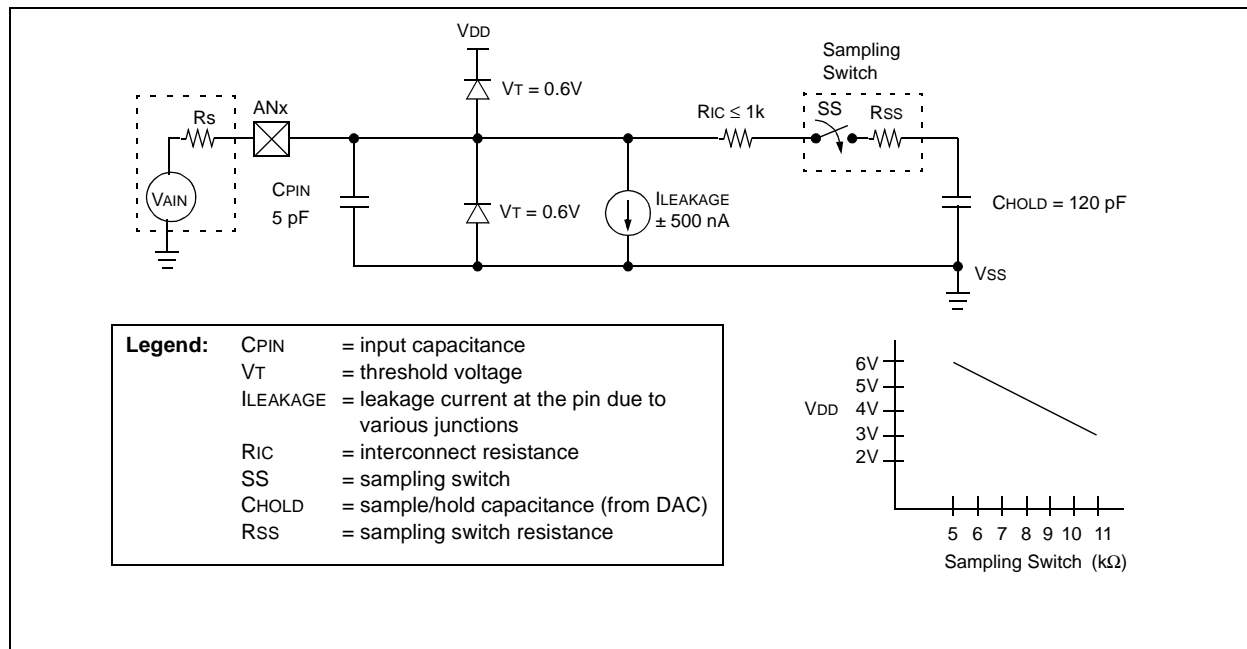 VDD
Sampling
Switch
VT = 0.6V
ANx
Rs
RIC ≤ 1k
SS
RSS
VAIN
CPIN
5 pF
VT = 0.6V
ILEAKAGE
± 500 nA
CHOLD = 120 pF
VSS
Legend: CPIN = input capacitance
VT = threshold voltage
ILEAKAGE = leakage current at the pin due to
various junctions
RIC = interconnect resistance
SS = sampling switch
CHOLD = sample/hold capacitance (from DAC)
RSS = sampling switch resistance
VDD
6V
5V
4V
3V
2V
5 6 7 8 9 10 11
Sampling Switch (kΩ)